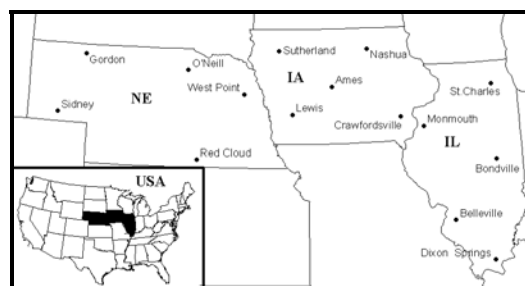 Gordon
O'Neill
West Point
NE
Sidney
Red Cloud
Sutherland
Nashua
IA
Ames
Lewis
Crawfordsville
St.Charles
Monmouth
IL
Bondville
Belleville
Dixon Springs
USA